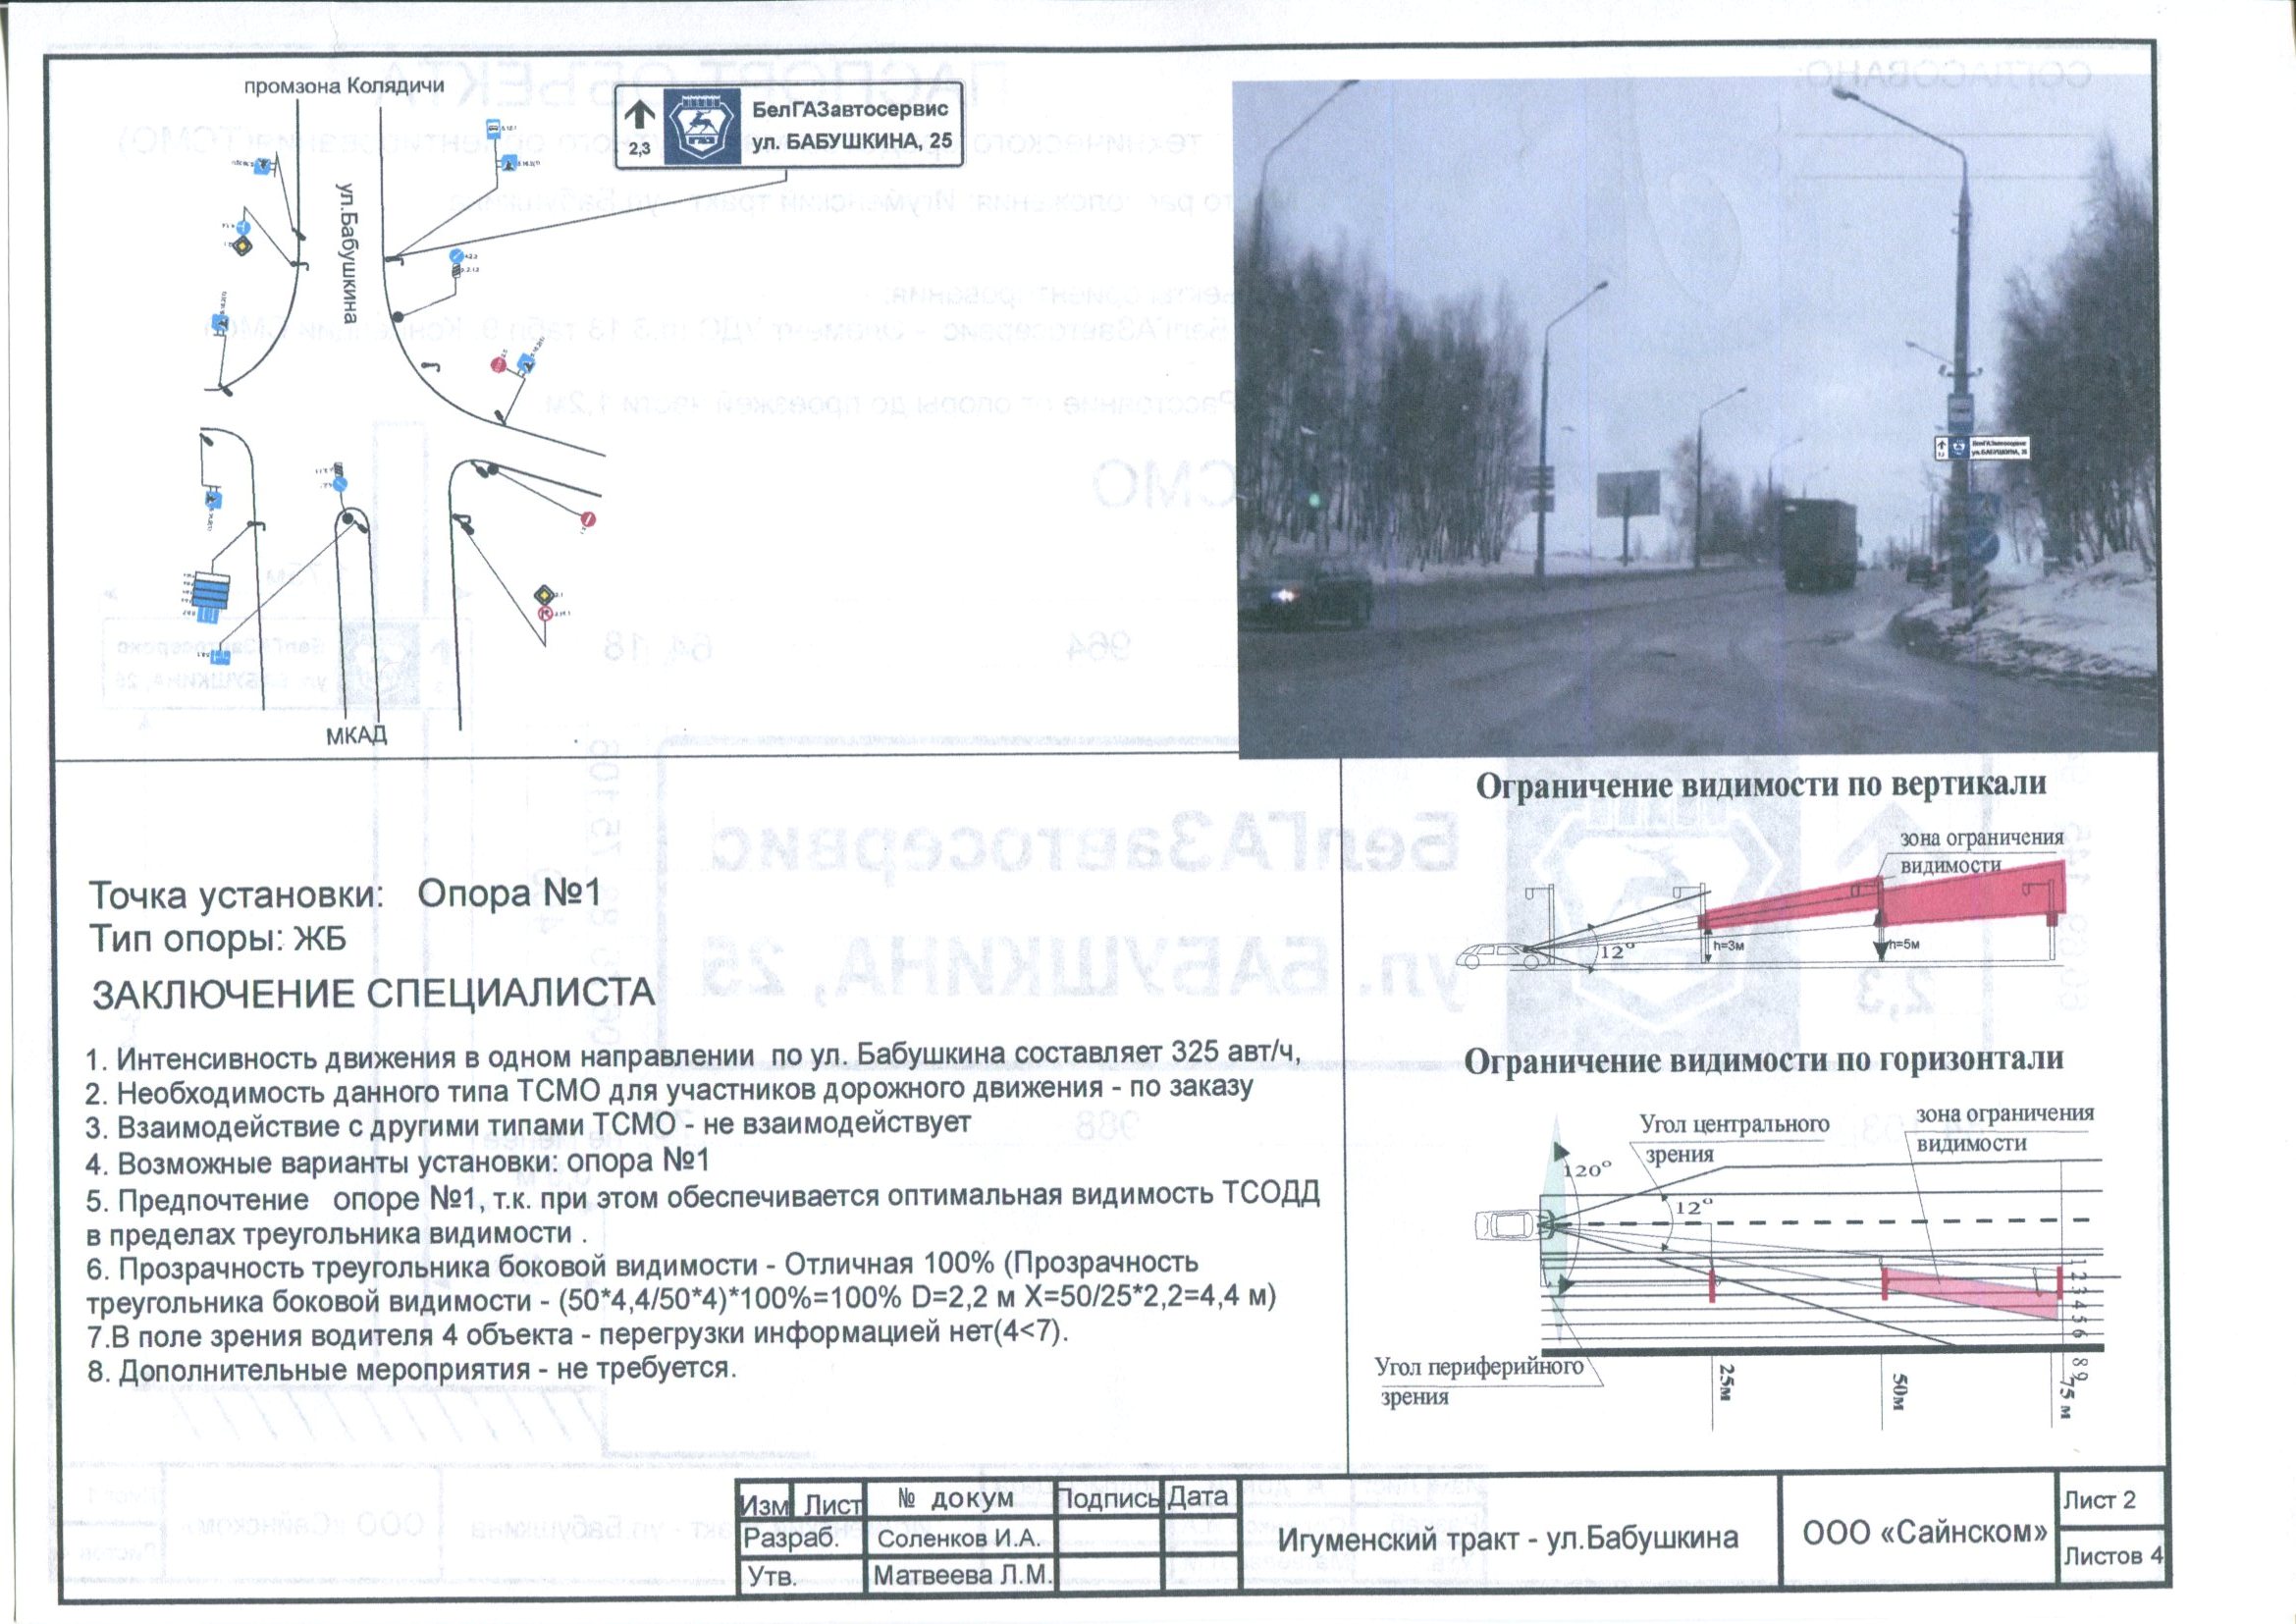 промзона Колядичи
2,3
БелГАЗавтосервис
ул. БАБУШКИНА, 25
ул.Бабушкина
МКАД
БелГАЗавтосервис
ул. БАБУШКИНА, 25
Точка установки: Опора №1
Тип опоры: ЖБ
ЗАКЛЮЧЕНИЕ СПЕЦИАЛИСТА
1. Интенсивность движения в одном направлении по ул. Бабушкина составляет 325 авт/ч,
2. Необходимость данного типа ТСМО для участников дорожного движения - по заказу
3. Взаимодействие с другими типами ТСМО - не взаимодействует
4. Возможные варианты установки: опора №1
5. Предпочтение опоре №1, т.к. при этом обеспечивается оптимальная видимость ТСОДД
в пределах треугольника видимости .
6. Прозрачность треугольника боковой видимости - Отличная 100% (Прозрачность
треугольника боковой видимости - (50*4,4/50*4)*100%=100% D=2,2 м X=50/25*2,2=4,4 м)
7.В поле зрения водителя 4 объекта - перегрузки информацией нет(4<7).
8. Дополнительные мероприятия - не требуется.
Ограничение видимости по вертикали
зона ограничения
видимости
12°
h=3м
h=5м
Ограничение видимости по горизонтали
Угол центрального
зрения
зона ограничения
видимости
120°
12°
1 2 3 4 5 6 8 9
Угол периферийного
зрения
25м
50м
75 м
Изм Лист № докум Подпись Дата
Разраб. Соленков И.А.
Утв. Матвеева Л.М.
Игуменский тракт - ул.Бабушкина
ООО «Сайнском»
Лист 2
Листов 4